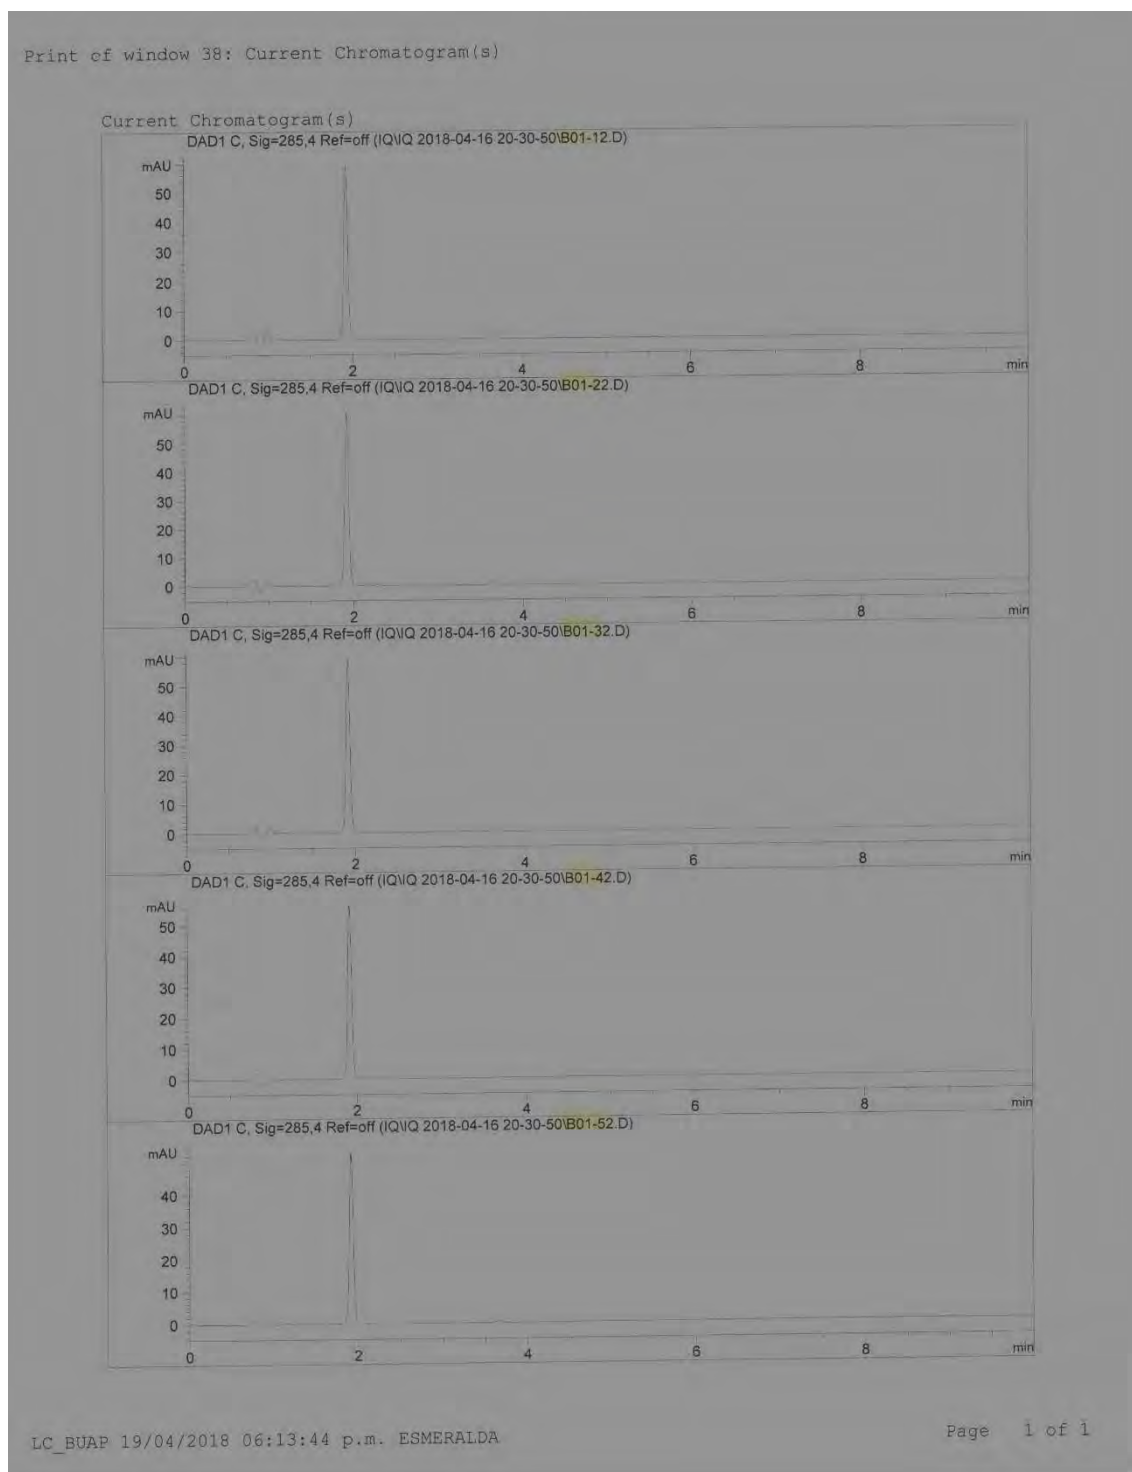 Print of window 38: Current Chromatogram(s)
Current Chromatogram(s)
DAD1 C, Sig=285,4 Ref=off (IQ\IQ 2018-04-16 20-30-50\B01-12.D)
mAU
50
40
30
20
10
0
0 2 4 6 8 min
DAD1 C, Sig=285,4 Ref=off (IQ\IQ 2018-04-16 20-30-50\B01-22.D)
mAU
50
40
30
20
10
0
0 2 4 6 8 min
DAD1 C, Sig=285,4 Ref=off (IQ\IQ 2018-04-16 20-30-50\B01-32.D)
mAU
50
40
30
20
10
0
0 2 4 6 8 min
DAD1 C, Sig=285,4 Ref=off (IQ\IQ 2018-04-16 20-30-50\B01-42.D)
mAU
50
40
30
20
10
0
0 2 4 6 8 min
DAD1 C, Sig=285,4 Ref=off (IQ\IQ 2018-04-16 20-30-50\B01-52.D)
mAU
40
30
20
10
0
0 2 4 6 8 min
LC_BUAP 19/04/2018 06:13:44 p.m. ESMERALDA Page 1 of 1